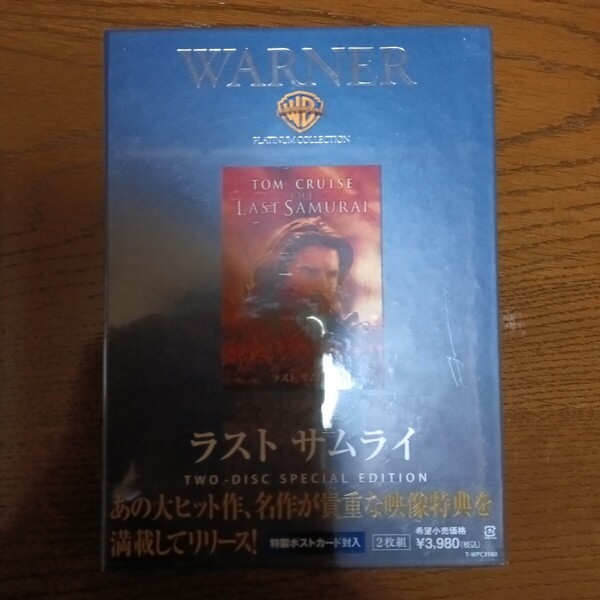 WARNER
WB
PLATINUM COLLECTION
TOM CRUISE
THE
LAST SAMURAI
ラスト サムライ
TWO-DISC SPECIAL EDITION
あの大ヒット作、名作が貴重な映像特典を
満載してリリース!
特製ポストカード封入
2枚組
希望小売価格
¥3,980(税込)
T-WPC3980